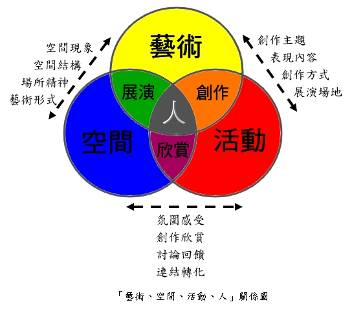 藝術
空間現象
空間結構
場所精神
藝術形式
創作主題
表現內容
創作方式
展演場地
展演
創作
人
空間
活動
欣賞
氛圍感受
創作欣賞
討論回饋
連結轉化
「藝術、空間、活動、人」關係圖